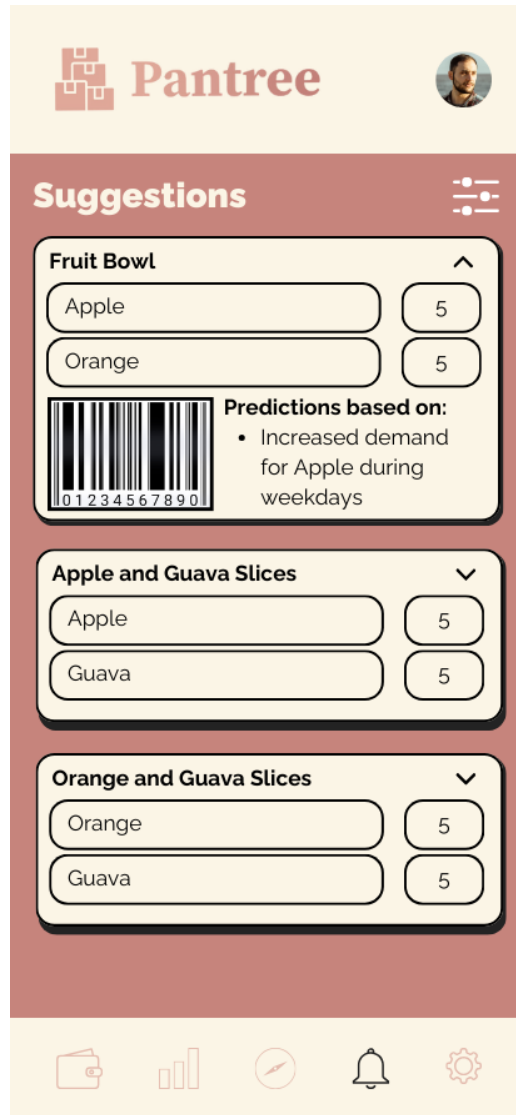 Pantree
Suggestions
Fruit Bowl
Apple 5
Orange 5
01234567890
Predictions based on:
• Increased demand
for Apple during
weekdays
Apple and Guava Slices
Apple 5
Guava 5
Orange and Guava Slices
Orange 5
Guava 5